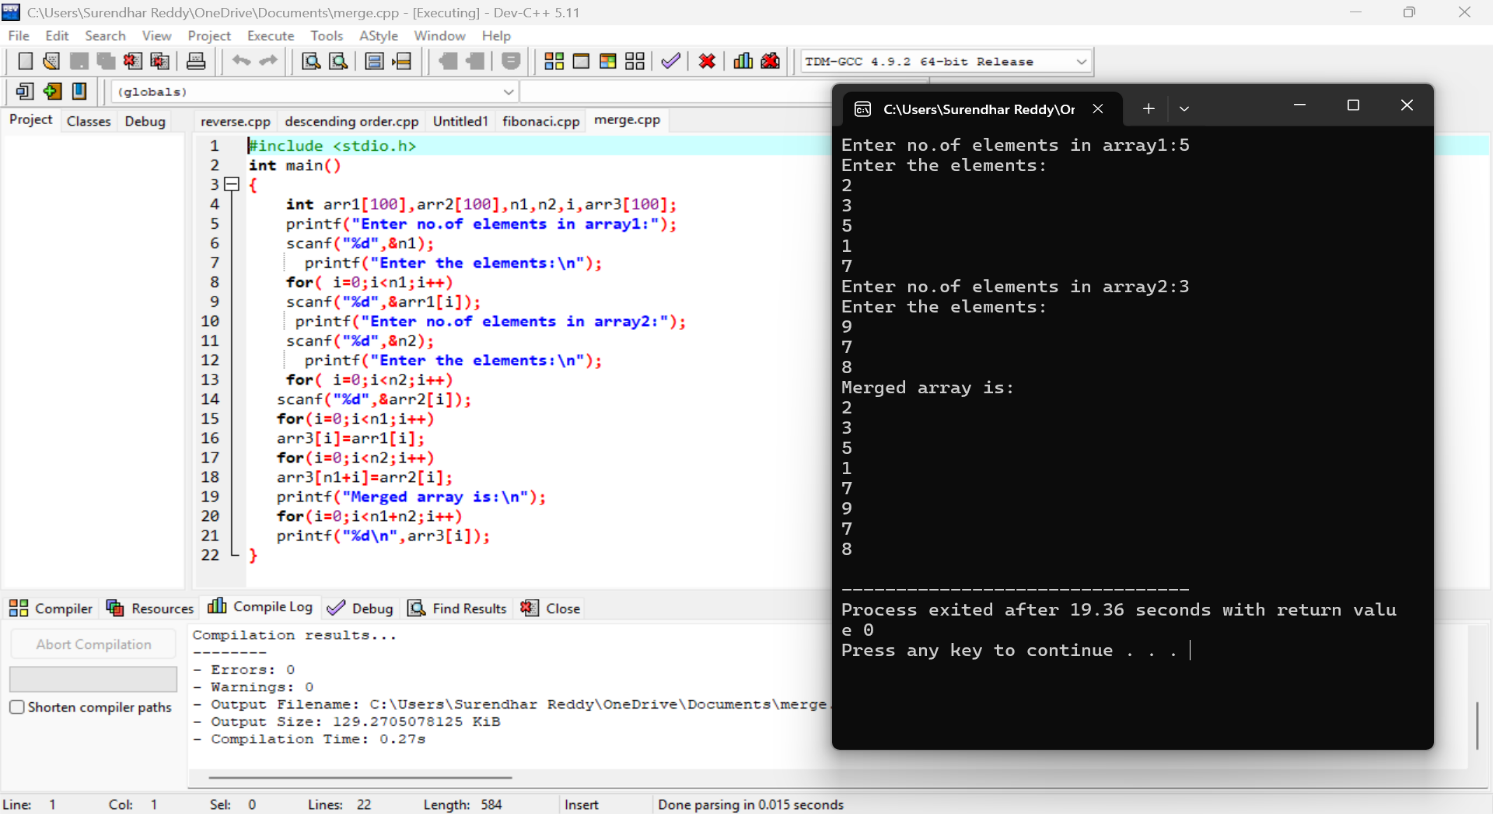 C:\Users\Surendhar Reddy\OneDrive\Documents\merge.cpp - [Executing] - Dev-C++ 5.11
File Edit Search View Project Execute Tools AStyle Window Help
TDM-GCC 4.9.2 64-bit Release
(globals)
Project Classes Debug
reverse.cpp descending order.cpp Untitled1 fibonaci.cpp merge.cpp
1 #include <stdio.h>
2 int main()
3 {
4 int arr1[100],arr2[100],n1,n2,i,arr3[100];
5 printf("Enter no.of elements in array1:");
6 scanf("%d",&n1);
7 printf("Enter the elements:\n");
8 for( i=0;i<n1;i++)
9 scanf("%d",&arr1[i]);
10 printf("Enter no.of elements in array2:");
11 scanf("%d",&n2);
12 printf("Enter the elements:\n");
13 for( i=0;i<n2;i++)
14 scanf("%d",&arr2[i]);
15 for(i=0;i<n1;i++)
16 arr3[i]=arr1[i];
17 for(i=0;i<n2;i++)
18 arr3[n1+i]=arr2[i];
19 printf("Merged array is:\n");
20 for(i=0;i<n1+n2;i++)
21 printf("%d\n",arr3[i]);
22 }
C:\Users\Surendhar Reddy\Or
Enter no.of elements in array1:5
Enter the elements:
2
3
5
1
7
Enter no.of elements in array2:3
Enter the elements:
9
7
8
Merged array is:
2
3
5
1
7
9
7
8
--------------------------------
Process exited after 19.36 seconds with return valu
e 0
Press any key to continue . . .
Compiler Resources Compile Log Debug Find Results Close
Abort Compilation
Shorten compiler paths
Compilation results...
--------
- Errors: 0
- Warnings: 0
- Output Filename: C:\Users\Surendhar Reddy\OneDrive\Documents\merge.
- Output Size: 129.2705078125 KiB
- Compilation Time: 0.27s
Line: 1 Col: 1 Sel: 0 Lines: 22 Length: 584 Insert Done parsing in 0.015 seconds